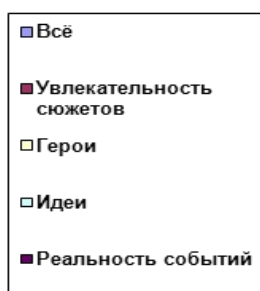 Всё
Увлекательность
сюжетов
Герои
Идеи
Реальность событий